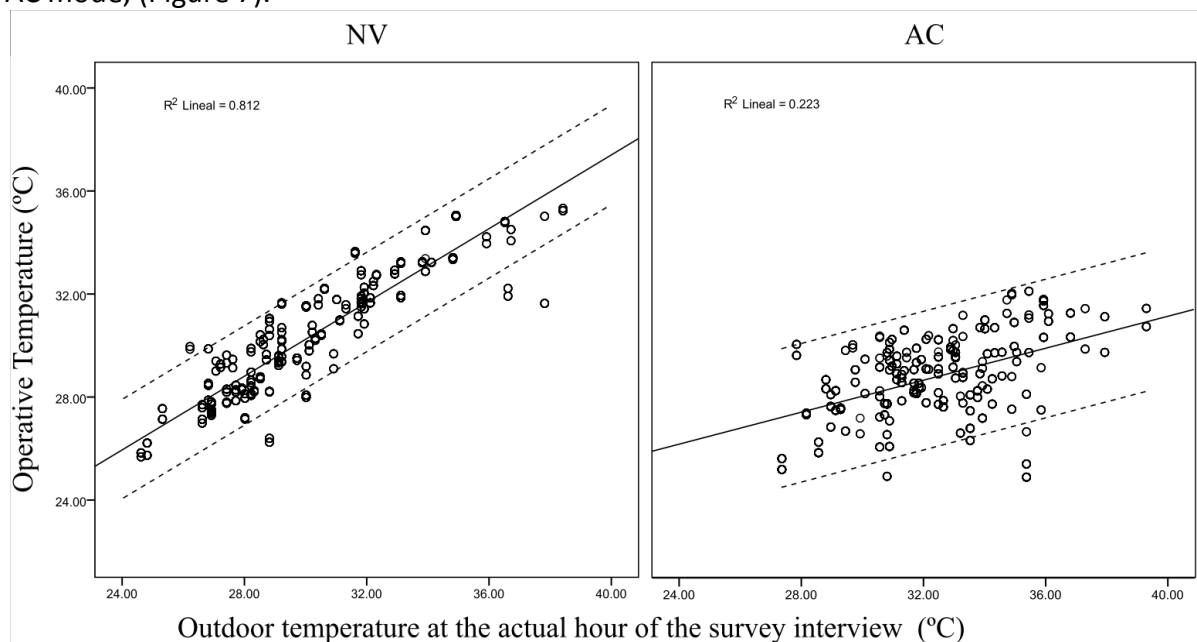 AC mode, (Figure 7).
NV
AC
R² Lineal = 0.812
R² Lineal = 0.223
Operative Temperature (ºC)
40.00
36.00
32.00
28.00
24.00
24.00 28.00 32.00 36.00 40.00
24.00 28.00 32.00 36.00 40.00
Outdoor temperature at the actual hour of the survey interview (ºC)